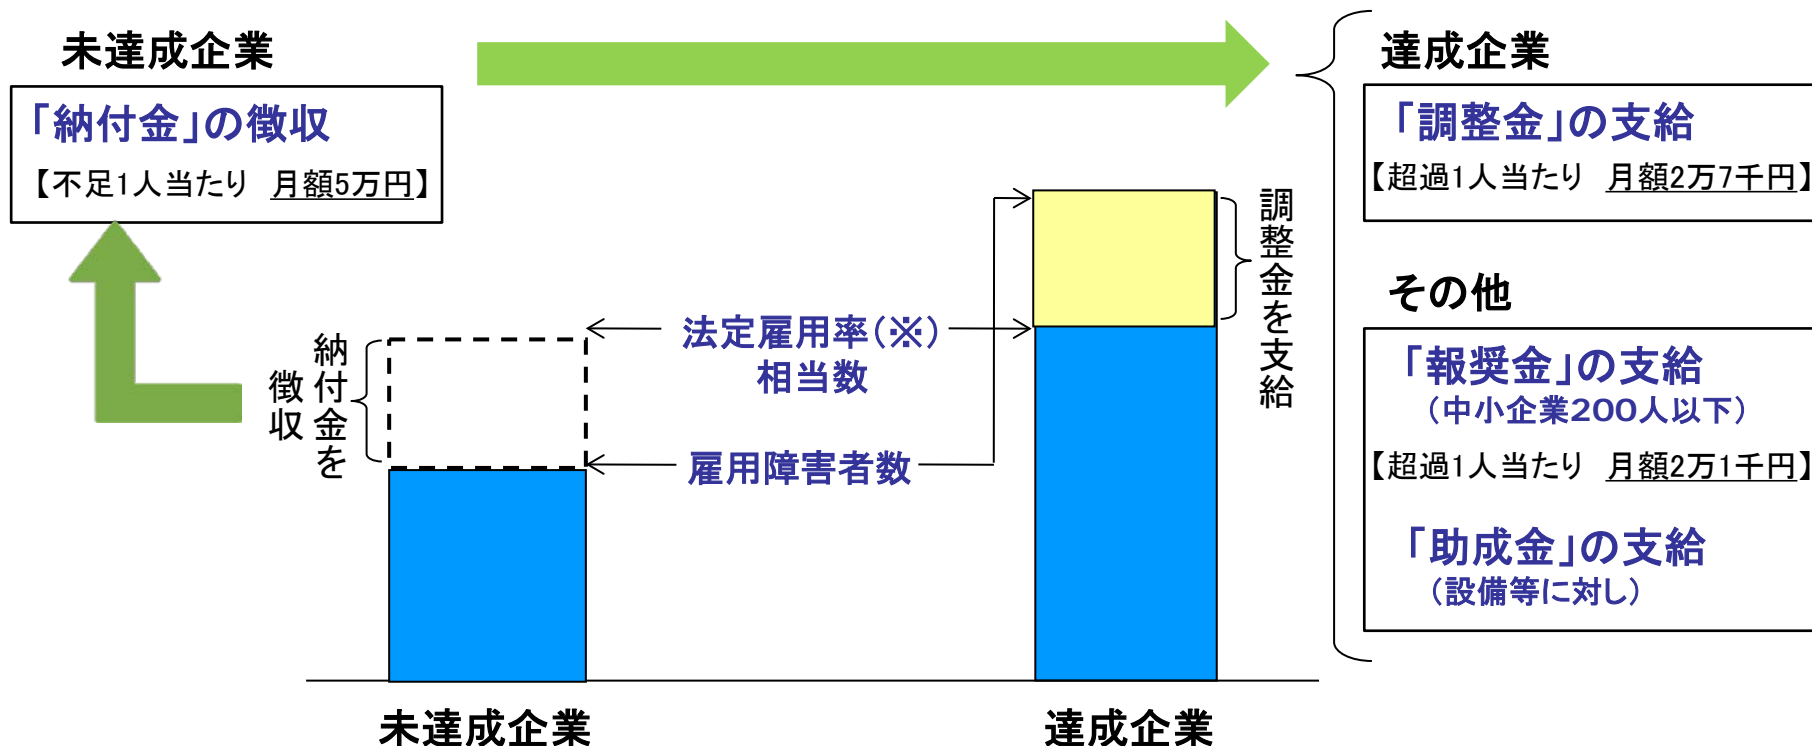 未達成企業
「納付金」の徴収
【不足1人当たり　月額5万円】
達成企業
「調整金」の支給
【超過1人当たり　月額2万7千円】
その他
「報奨金」の支給
（中小企業200人以下）
【超過1人当たり　月額2万1千円】
「助成金」の支給
（設備等に対し）
納付金を
徴収
法定雇用率（※）
相当数
雇用障害者数
調整金を支給
未達成企業
達成企業